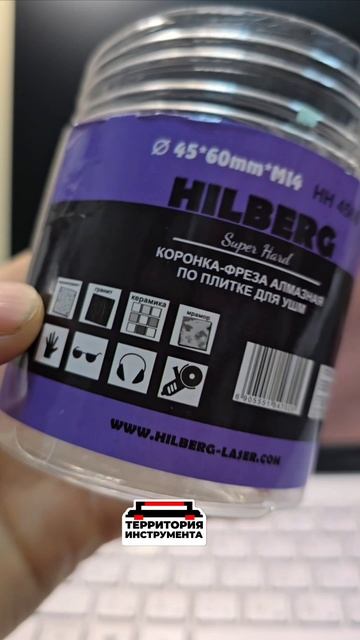 Ø 45*60mm*M14
HILBERG
Super Hard
КОРОНКА-ФРЕЗА АЛМАЗНАЯ
ПО ПЛИТКЕ ДЛЯ УШМ
гранит
керамика
мрамор
WWW.HILBERG-LASER.COM
ТЕРРИТОРИЯ
ИНСТРУМЕНТА